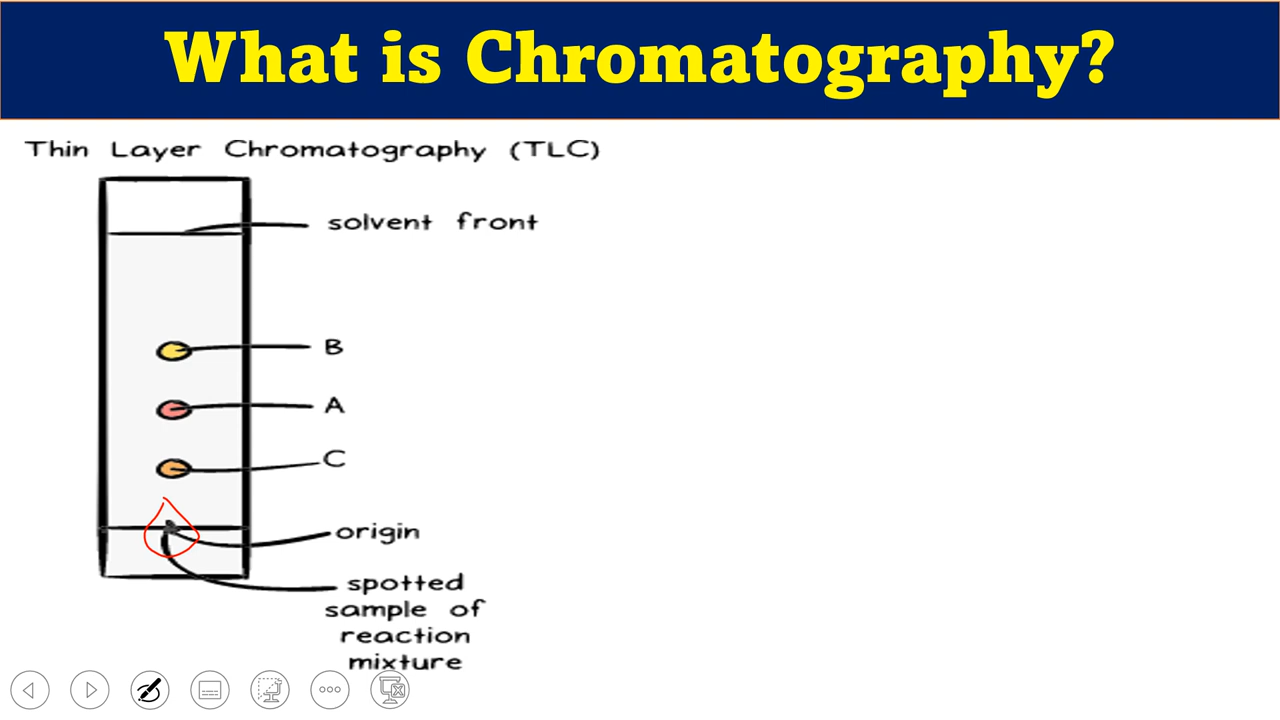 What is Chromatography?
Thin Layer Chromatography (TLC)
solvent front
B
A
C
origin
spotted
sample of
reaction
mixture